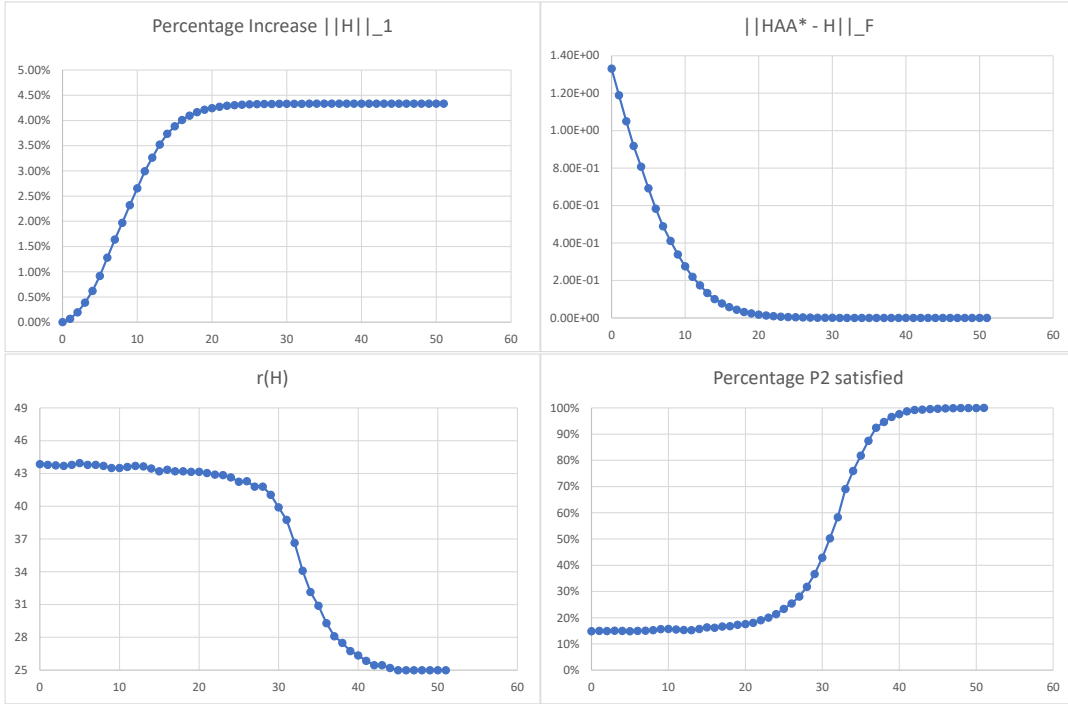 Percentage Increase ||H||_1
5.00%
4.50%
4.00%
3.50%
3.00%
2.50%
2.00%
1.50%
1.00%
0.50%
0.00%
0 10 20 30 40 50 60
||HAA* - H||_F
1.40E+00
1.20E+00
1.00E+00
8.00E-01
6.00E-01
4.00E-01
2.00E-01
0.00E+00
0 10 20 30 40 50 60
r(H)
49
46
43
40
37
34
31
28
25
0 10 20 30 40 50 60
Percentage P2 satisfied
100%
90%
80%
70%
60%
50%
40%
30%
20%
10%
0%
0 10 20 30 40 50 60